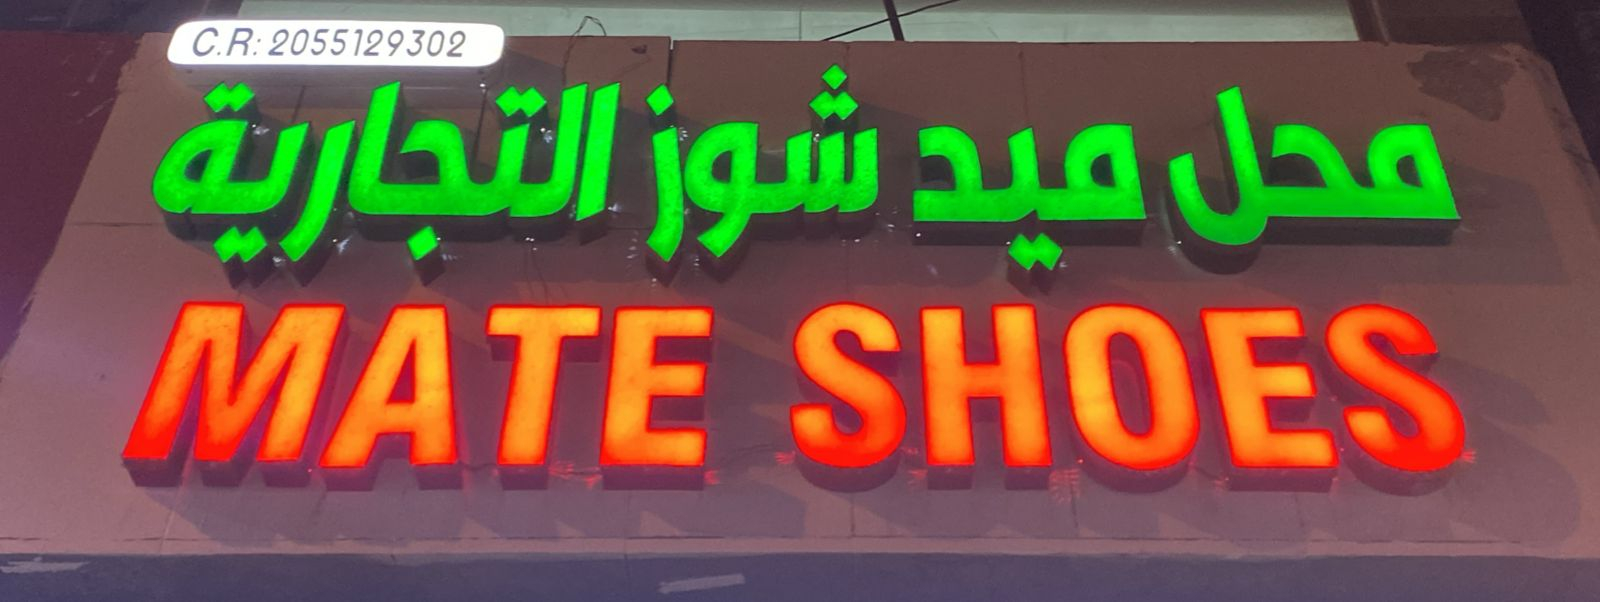 C.R: 2055129302
محل ميد شوز التجارية
MATE SHOES